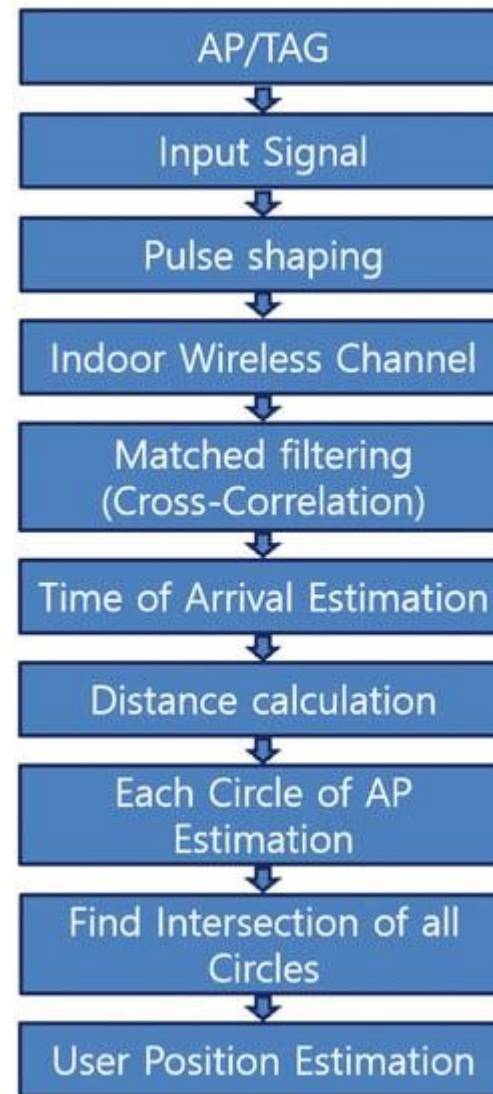 AP/TAG
Input Signal
Pulse shaping
Indoor Wireless Channel
Matched filtering
(Cross-Correlation)
Time of Arrival Estimation
Distance calculation
Each Circle of AP
Estimation
Find Intersection of all
Circles
User Position Estimation